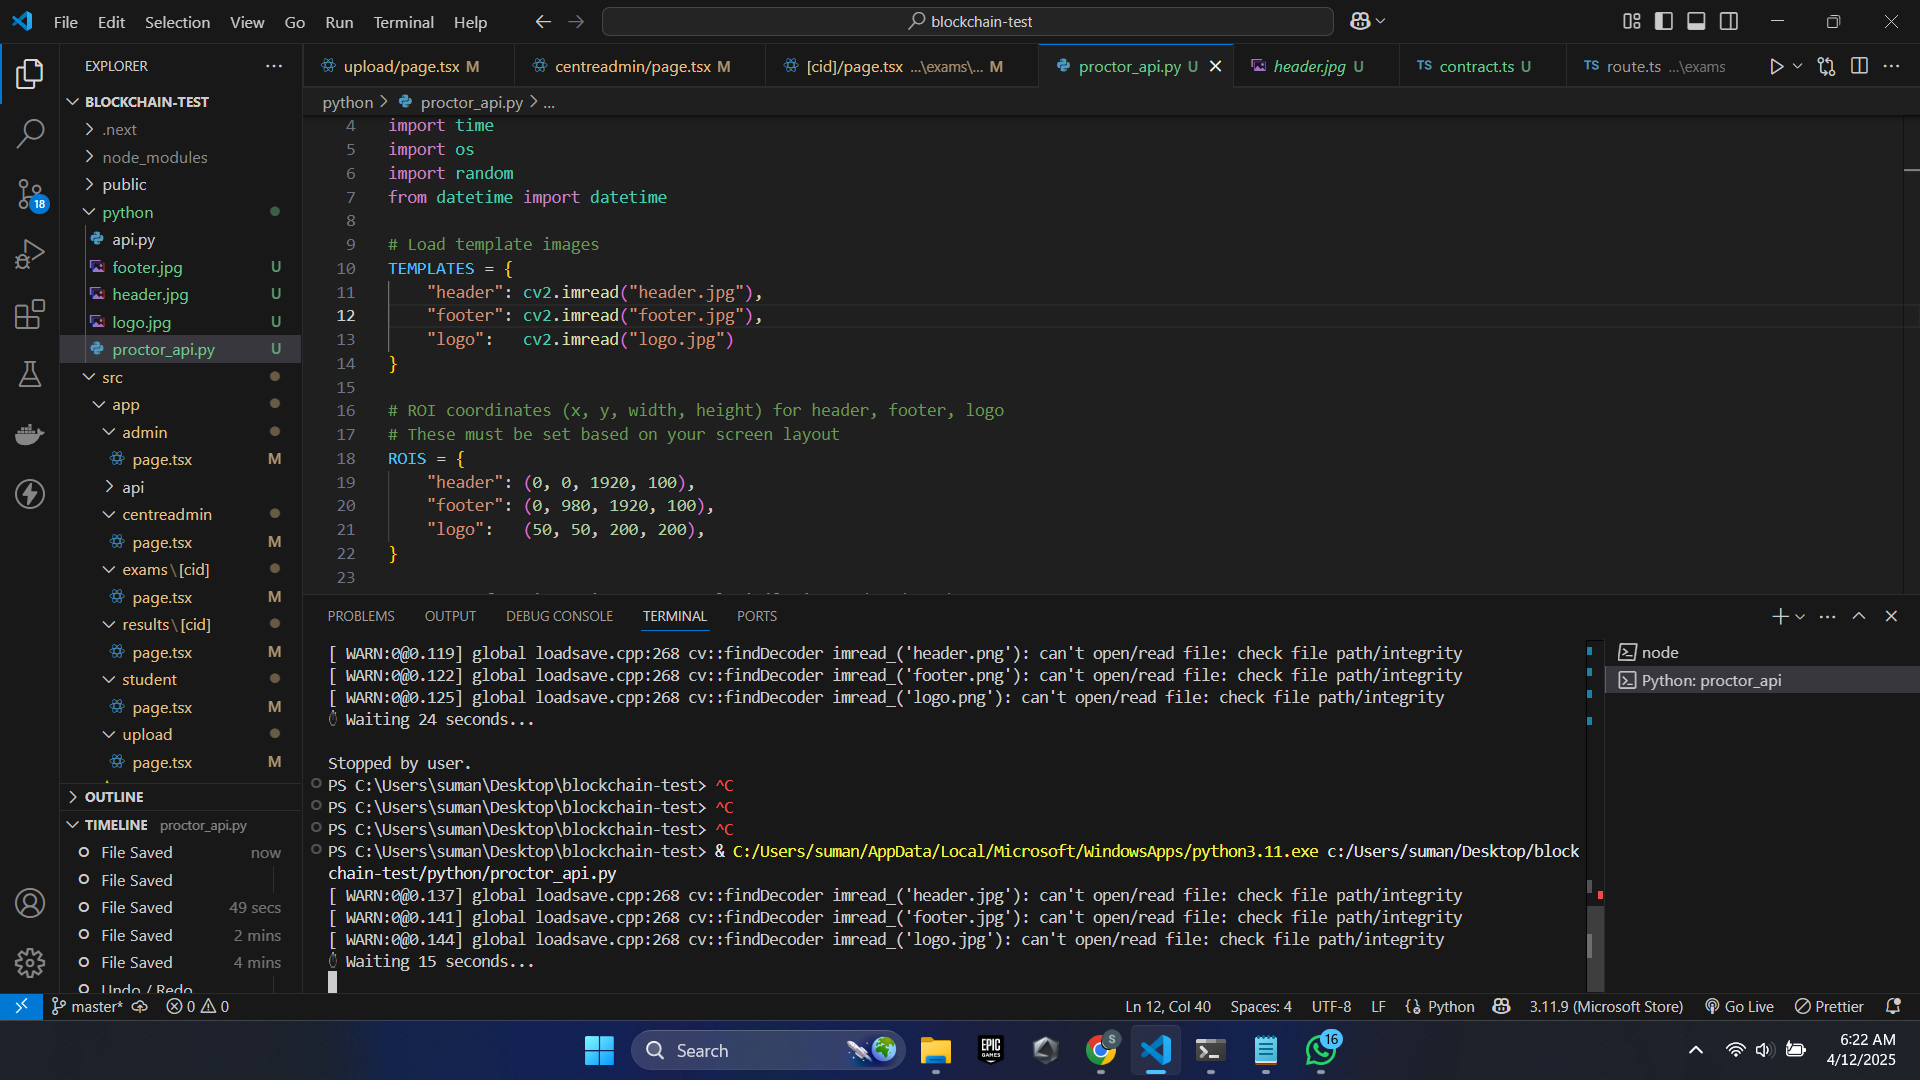 File Edit Selection View Go Run Terminal Help
blockchain-test
EXPLORER
upload/page.tsx M
centreadmin/page.tsx M
[cid]/page.tsx ...\exams\... M
proctor_api.py U
header.jpg U
TS contract.ts U
TS route.ts ...\exams
python > proctor_api.py > ...
BLOCKCHAIN-TEST
.next
node_modules
public
python
api.py
footer.jpg U
header.jpg U
logo.jpg U
proctor_api.py U
src
app
admin
page.tsx M
api
centreadmin
page.tsx M
exams\[cid]
page.tsx M
results\[cid]
page.tsx M
student
page.tsx M
upload
page.tsx M
OUTLINE
TIMELINE proctor_api.py
File Saved now
File Saved
File Saved 49 secs
File Saved 2 mins
File Saved 4 mins
Undo / Redo
18
4 import time
5 import os
6 import random
7 from datetime import datetime
8
9 # Load template images
10 TEMPLATES = {
11 "header": cv2.imread("header.jpg"),
12 "footer": cv2.imread("footer.jpg"),
13 "logo": cv2.imread("logo.jpg")
14 }
15
16 # ROI coordinates (x, y, width, height) for header, footer, logo
17 # These must be set based on your screen layout
18 ROIS = {
19 "header": (0, 0, 1920, 100),
20 "footer": (0, 980, 1920, 100),
21 "logo": (50, 50, 200, 200),
22 }
23
PROBLEMS OUTPUT DEBUG CONSOLE TERMINAL PORTS
[ WARN:0@0.119] global loadsave.cpp:268 cv::findDecoder imread_('header.png'): can't open/read file: check file path/integrity
[ WARN:0@0.122] global loadsave.cpp:268 cv::findDecoder imread_('footer.png'): can't open/read file: check file path/integrity
[ WARN:0@0.125] global loadsave.cpp:268 cv::findDecoder imread_('logo.png'): can't open/read file: check file path/integrity
Waiting 24 seconds...
Stopped by user.
PS C:\Users\suman\Desktop\blockchain-test> ^C
PS C:\Users\suman\Desktop\blockchain-test> ^C
PS C:\Users\suman\Desktop\blockchain-test> ^C
PS C:\Users\suman\Desktop\blockchain-test> & C:/Users/suman/AppData/Local/Microsoft/WindowsApps/python3.11.exe c:/Users/suman/Desktop/block
chain-test/python/proctor_api.py
[ WARN:0@0.137] global loadsave.cpp:268 cv::findDecoder imread_('header.jpg'): can't open/read file: check file path/integrity
[ WARN:0@0.141] global loadsave.cpp:268 cv::findDecoder imread_('footer.jpg'): can't open/read file: check file path/integrity
[ WARN:0@0.144] global loadsave.cpp:268 cv::findDecoder imread_('logo.jpg'): can't open/read file: check file path/integrity
Waiting 15 seconds...
node
Python: proctor_api
master* 0 0
Ln 12, Col 40 Spaces: 4 UTF-8 LF Python 3.11.9 (Microsoft Store) Go Live Prettier
Search
EPIC GAMES
S
16
6:22 AM
4/12/2025